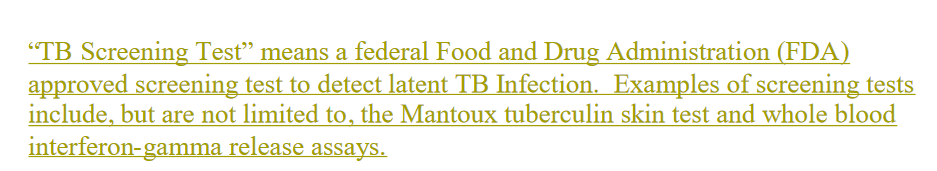 “TB Screening Test” means a federal Food and Drug Administration (FDA)
approved screening test to detect latent TB Infection.  Examples of screening tests
include, but are not limited to, the Mantoux tuberculin skin test and whole blood
interferon-gamma release assays.